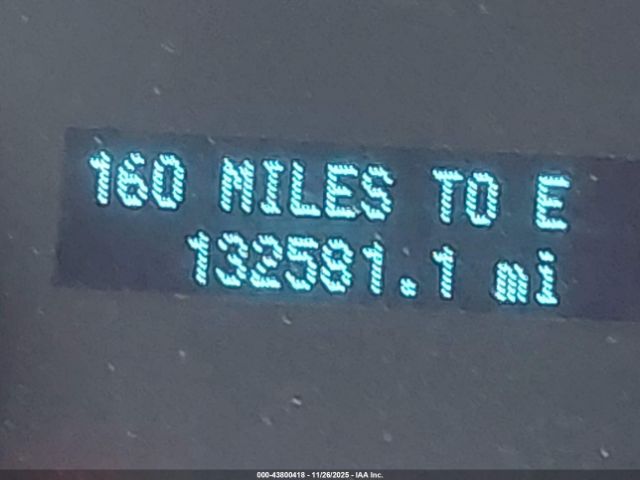 160 MILES TO E
132581.1 mi
000-43800418 - 11/26/2025 - IAA Inc.